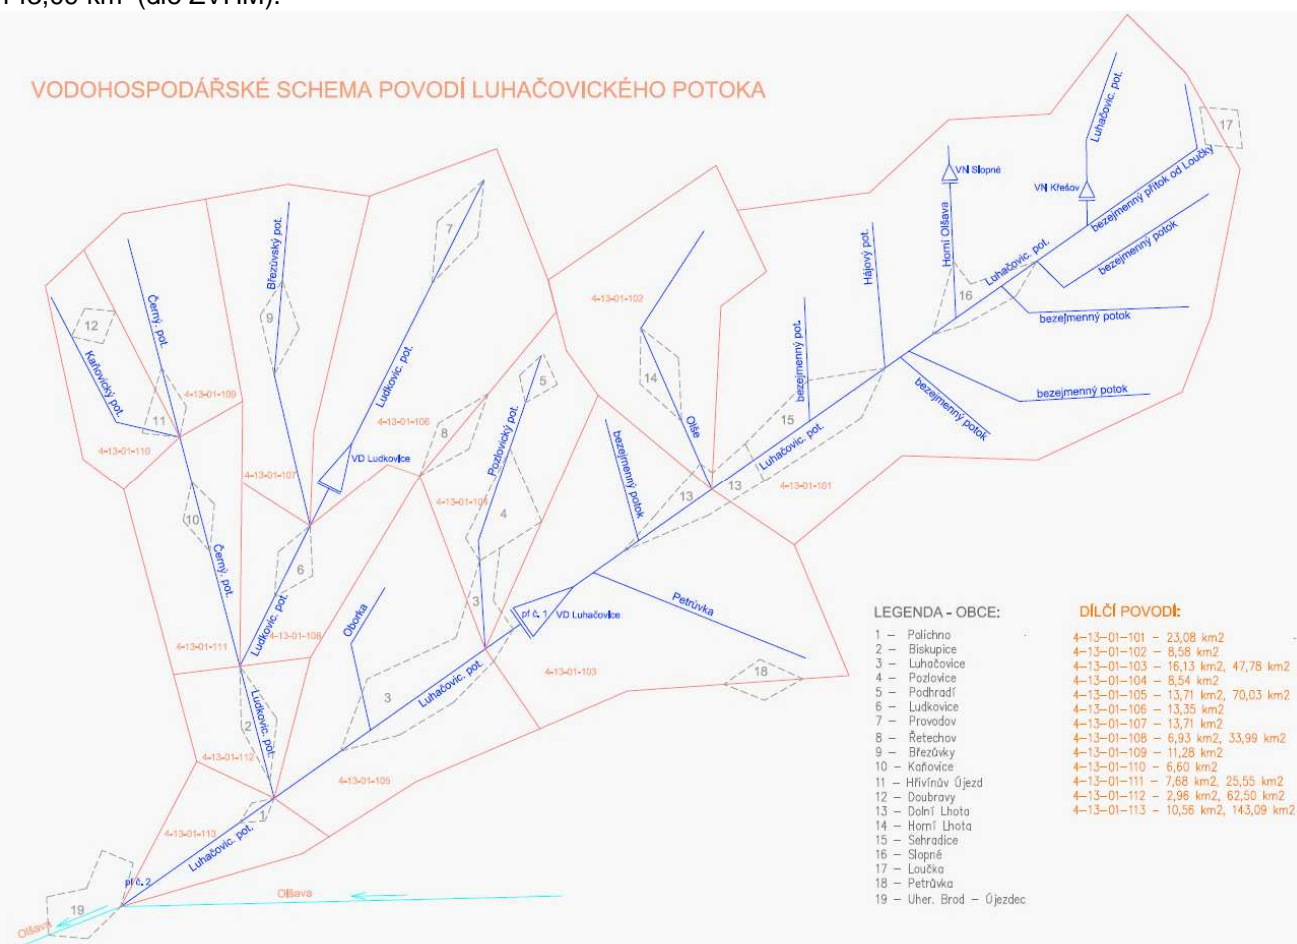 143,09 km² (dle ZVHM).
VODOHOSPODÁŘSKÉ SCHEMA POVODÍ LUHAČOVICKÉHO POTOKA
Luhačovic. pot.
17
VN Slopné
VN Křešov
bezejmenný přítok od Loučky
bezejmenný potok
Horní Olšava
Luhačovic. pot.
16
bezejmenný potok
bezejmenný potok
bezejmenný potok
Hájový pot.
bezejmenný pot.
15
Luhačovic. pot.
4-13-01-101
4-13-01-102
14
Olše
13
13
bezejmenný potok
7
Březůvský pot.
9
Černý. pot.
12
Kaňovický pot.
11
4-13-01-109
4-13-01-110
4-13-01-107
Ludkovic. pot.
4-13-01-106
8
VD Ludkovice
5
Pozlovický pot.
4-13-01-104
4
10
Černý. pot.
6
Ludkovic. pot.
4-13-01-108
4-13-01-111
Oborka
3
pf č. 1
VD Luhačovice
Petrůvka
18
4-13-01-103
3
Luhačovic. pot.
2
Ludkovic. pot.
4-13-01-112
4-13-01-105
1
4-13-01-113
Luhačovic. pot.
pf č. 2
Olšava
19
Olšava
LEGENDA - OBCE:
1 – Polichno
2 – Biskupice
3 – Luhačovice
4 – Pozlovice
5 – Podhradí
6 – Ludkovice
7 – Provodov
8 – Řetechov
9 – Březůvky
10 – Kaňovice
11 – Hřivínův Újezd
12 – Doubravy
13 – Dolní Lhota
14 – Horní Lhota
15 – Sehradice
16 – Slopné
17 – Loučka
18 – Petrůvka
19 – Uher. Brod – Újezdec
DÍLČÍ POVODÍ:
4-13-01-101 - 23,08 km2
4-13-01-102 - 8,58 km2
4-13-01-103 - 16,13 km2, 47,78 km2
4-13-01-104 - 8,54 km2
4-13-01-105 - 13,71 km2, 70,03 km2
4-13-01-106 - 13,35 km2
4-13-01-107 - 13,71 km2
4-13-01-108 - 6,93 km2, 33,99 km2
4-13-01-109 - 11,28 km2
4-13-01-110 - 6,60 km2
4-13-01-111 - 7,68 km2, 25,55 km2
4-13-01-112 - 2,96 km2, 62,50 km2
4-13-01-113 - 10,56 km2, 143,09 km2